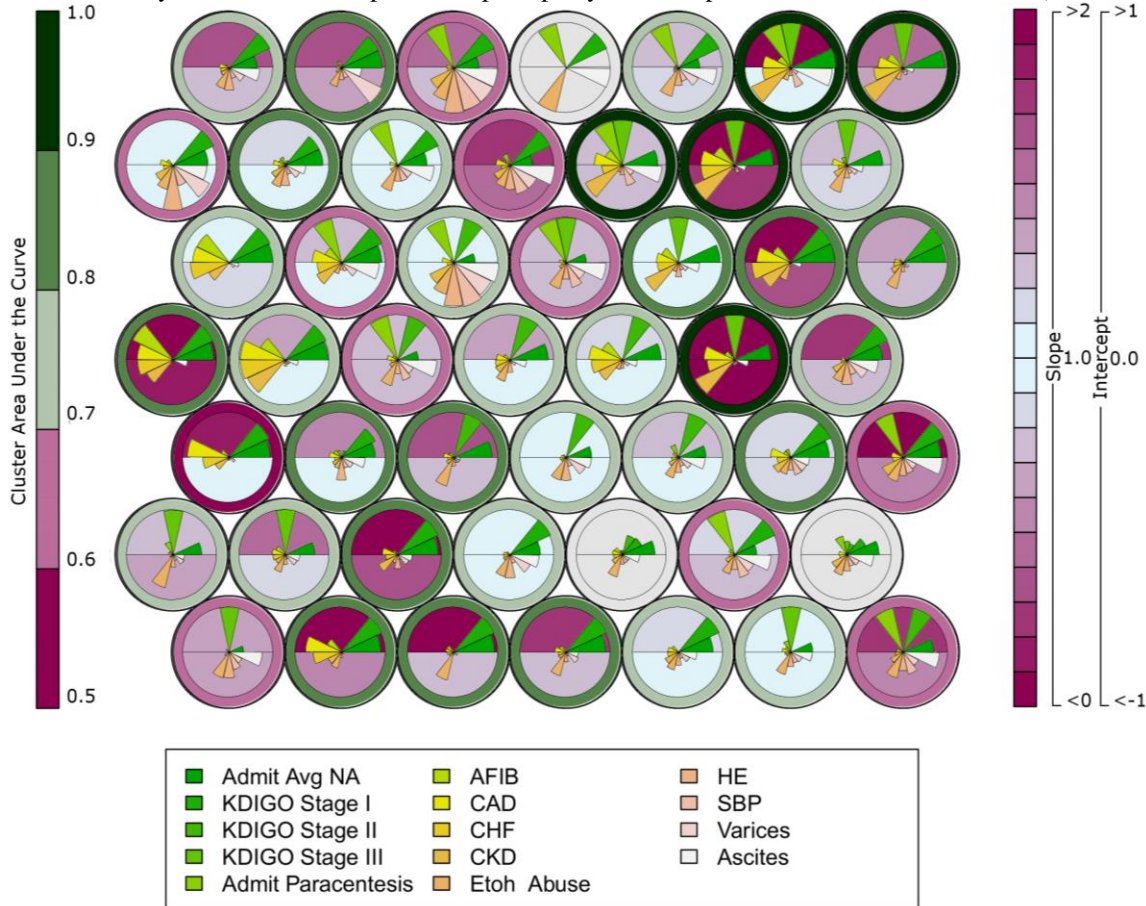 1.0
0.9
0.8
0.7
0.6
0.5
Cluster Area Under the Curve
>2
>1
Slope
1.0
Intercept
0.0
<0
<-1
Admit Avg NA
KDIGO Stage I
KDIGO Stage II
KDIGO Stage III
Admit Paracentesis
AFIB
CAD
CHF
CKD
Etoh Abuse
HE
SBP
Varices
Ascites